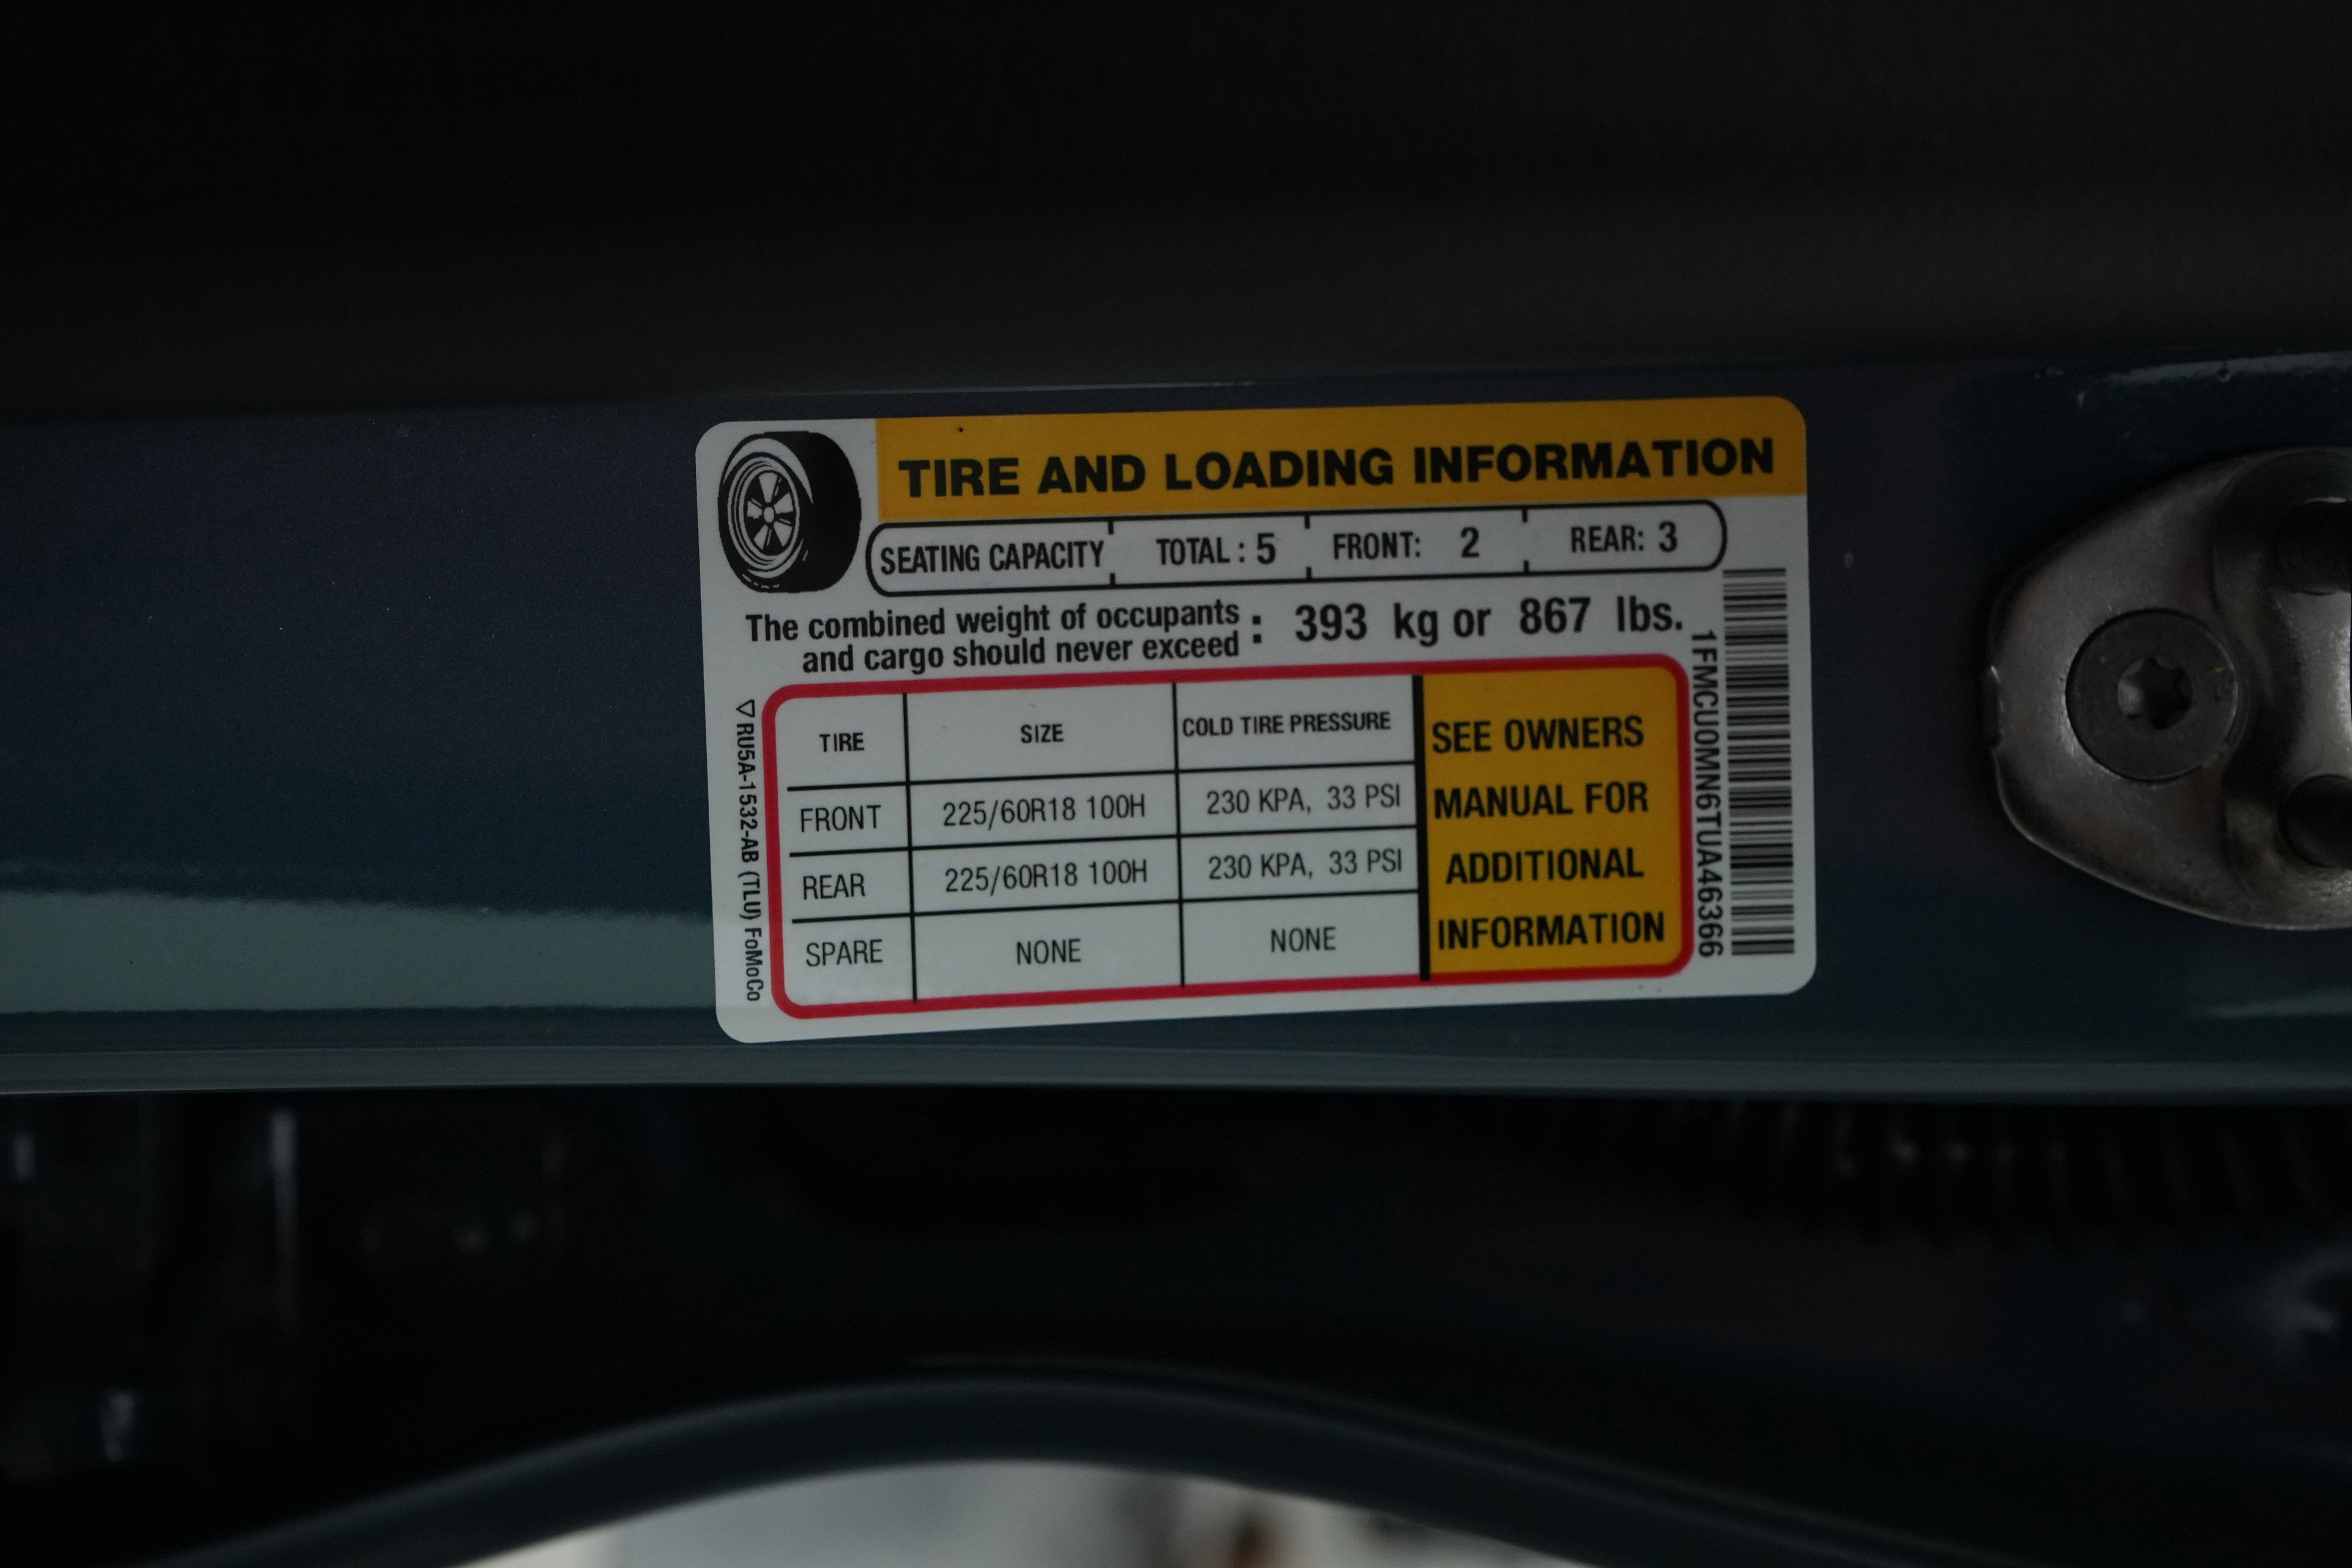 TIRE AND LOADING INFORMATION
SEATING CAPACITY TOTAL : 5 FRONT: 2 REAR: 3
The combined weight of occupants
and cargo should never exceed : 393 kg or 867 lbs.
TIRE SIZE COLD TIRE PRESSURE
FRONT 225/60R18 100H 230 KPA, 33 PSI
REAR 225/60R18 100H 230 KPA, 33 PSI
SPARE NONE NONE
SEE OWNERS
MANUAL FOR
ADDITIONAL
INFORMATION
RU5A-1532-AB (TLU) FoMoCo
1FMCU0MN6TUA46366